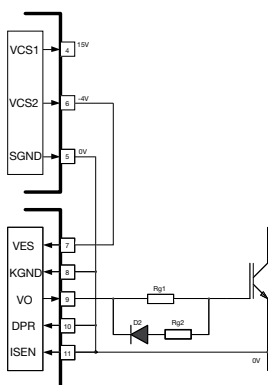 VCS1
4
15V
VCS2
6
-4V
SGND
5
0V
VES
7
KGND
8
VO
9
Rg1
DPR
10
D2
Rg2
ISEN
11
0V